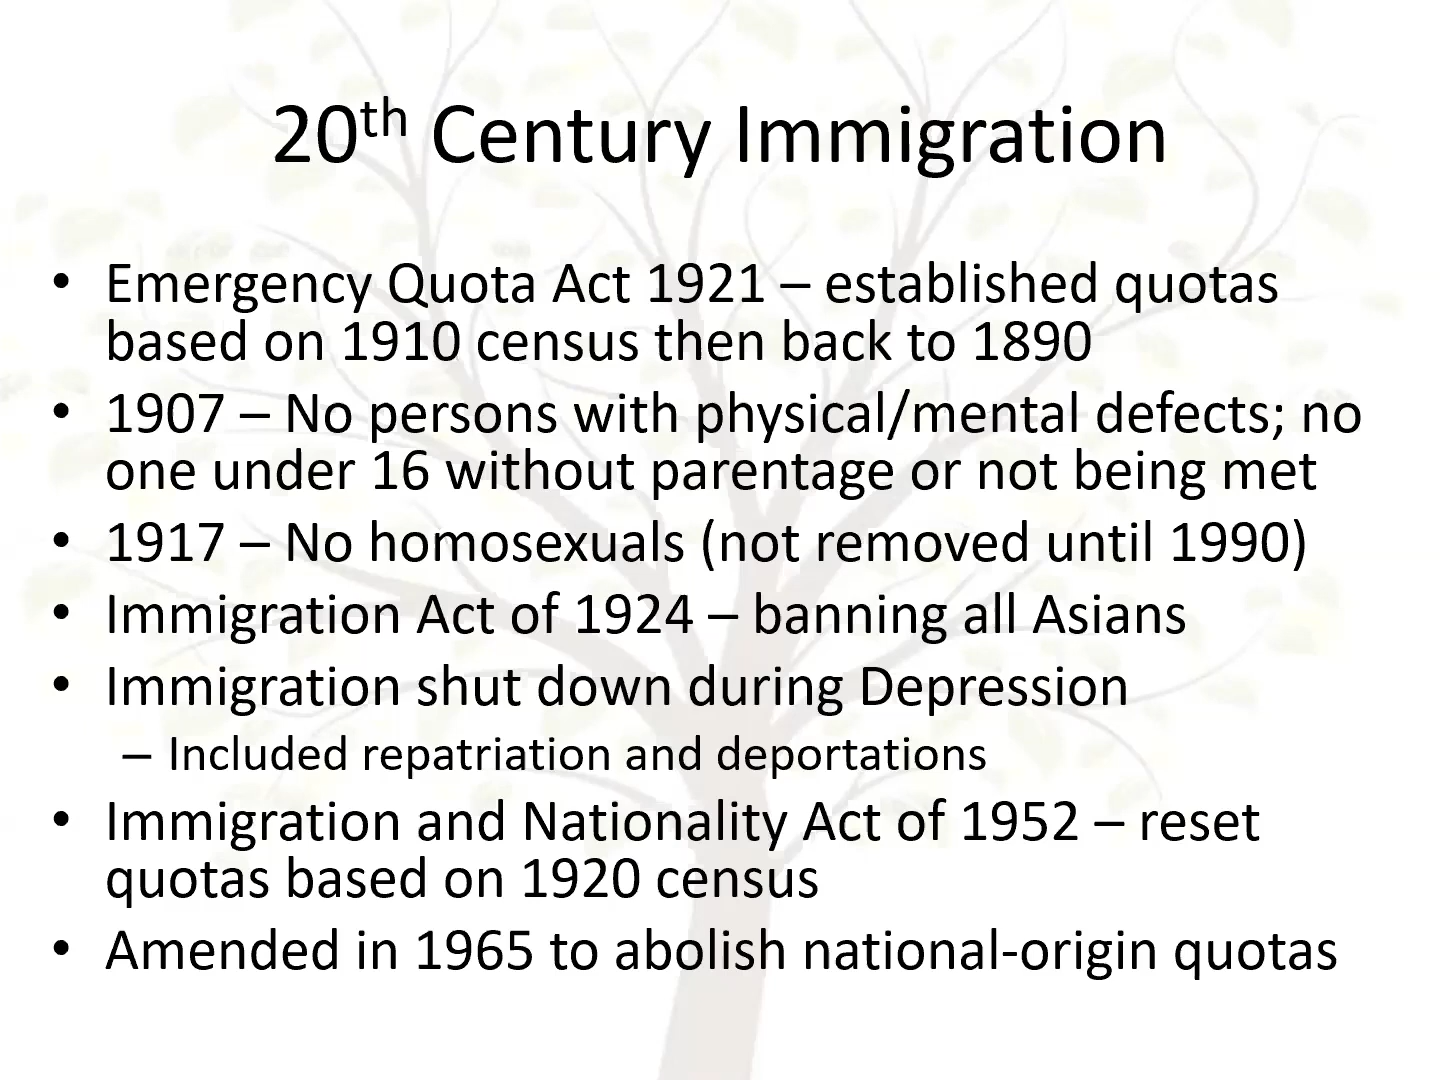 20th Century Immigration
• Emergency Quota Act 1921 – established quotas
based on 1910 census then back to 1890
• 1907 – No persons with physical/mental defects; no
one under 16 without parentage or not being met
• 1917 – No homosexuals (not removed until 1990)
• Immigration Act of 1924 – banning all Asians
• Immigration shut down during Depression
– Included repatriation and deportations
• Immigration and Nationality Act of 1952 – reset
quotas based on 1920 census
• Amended in 1965 to abolish national-origin quotas